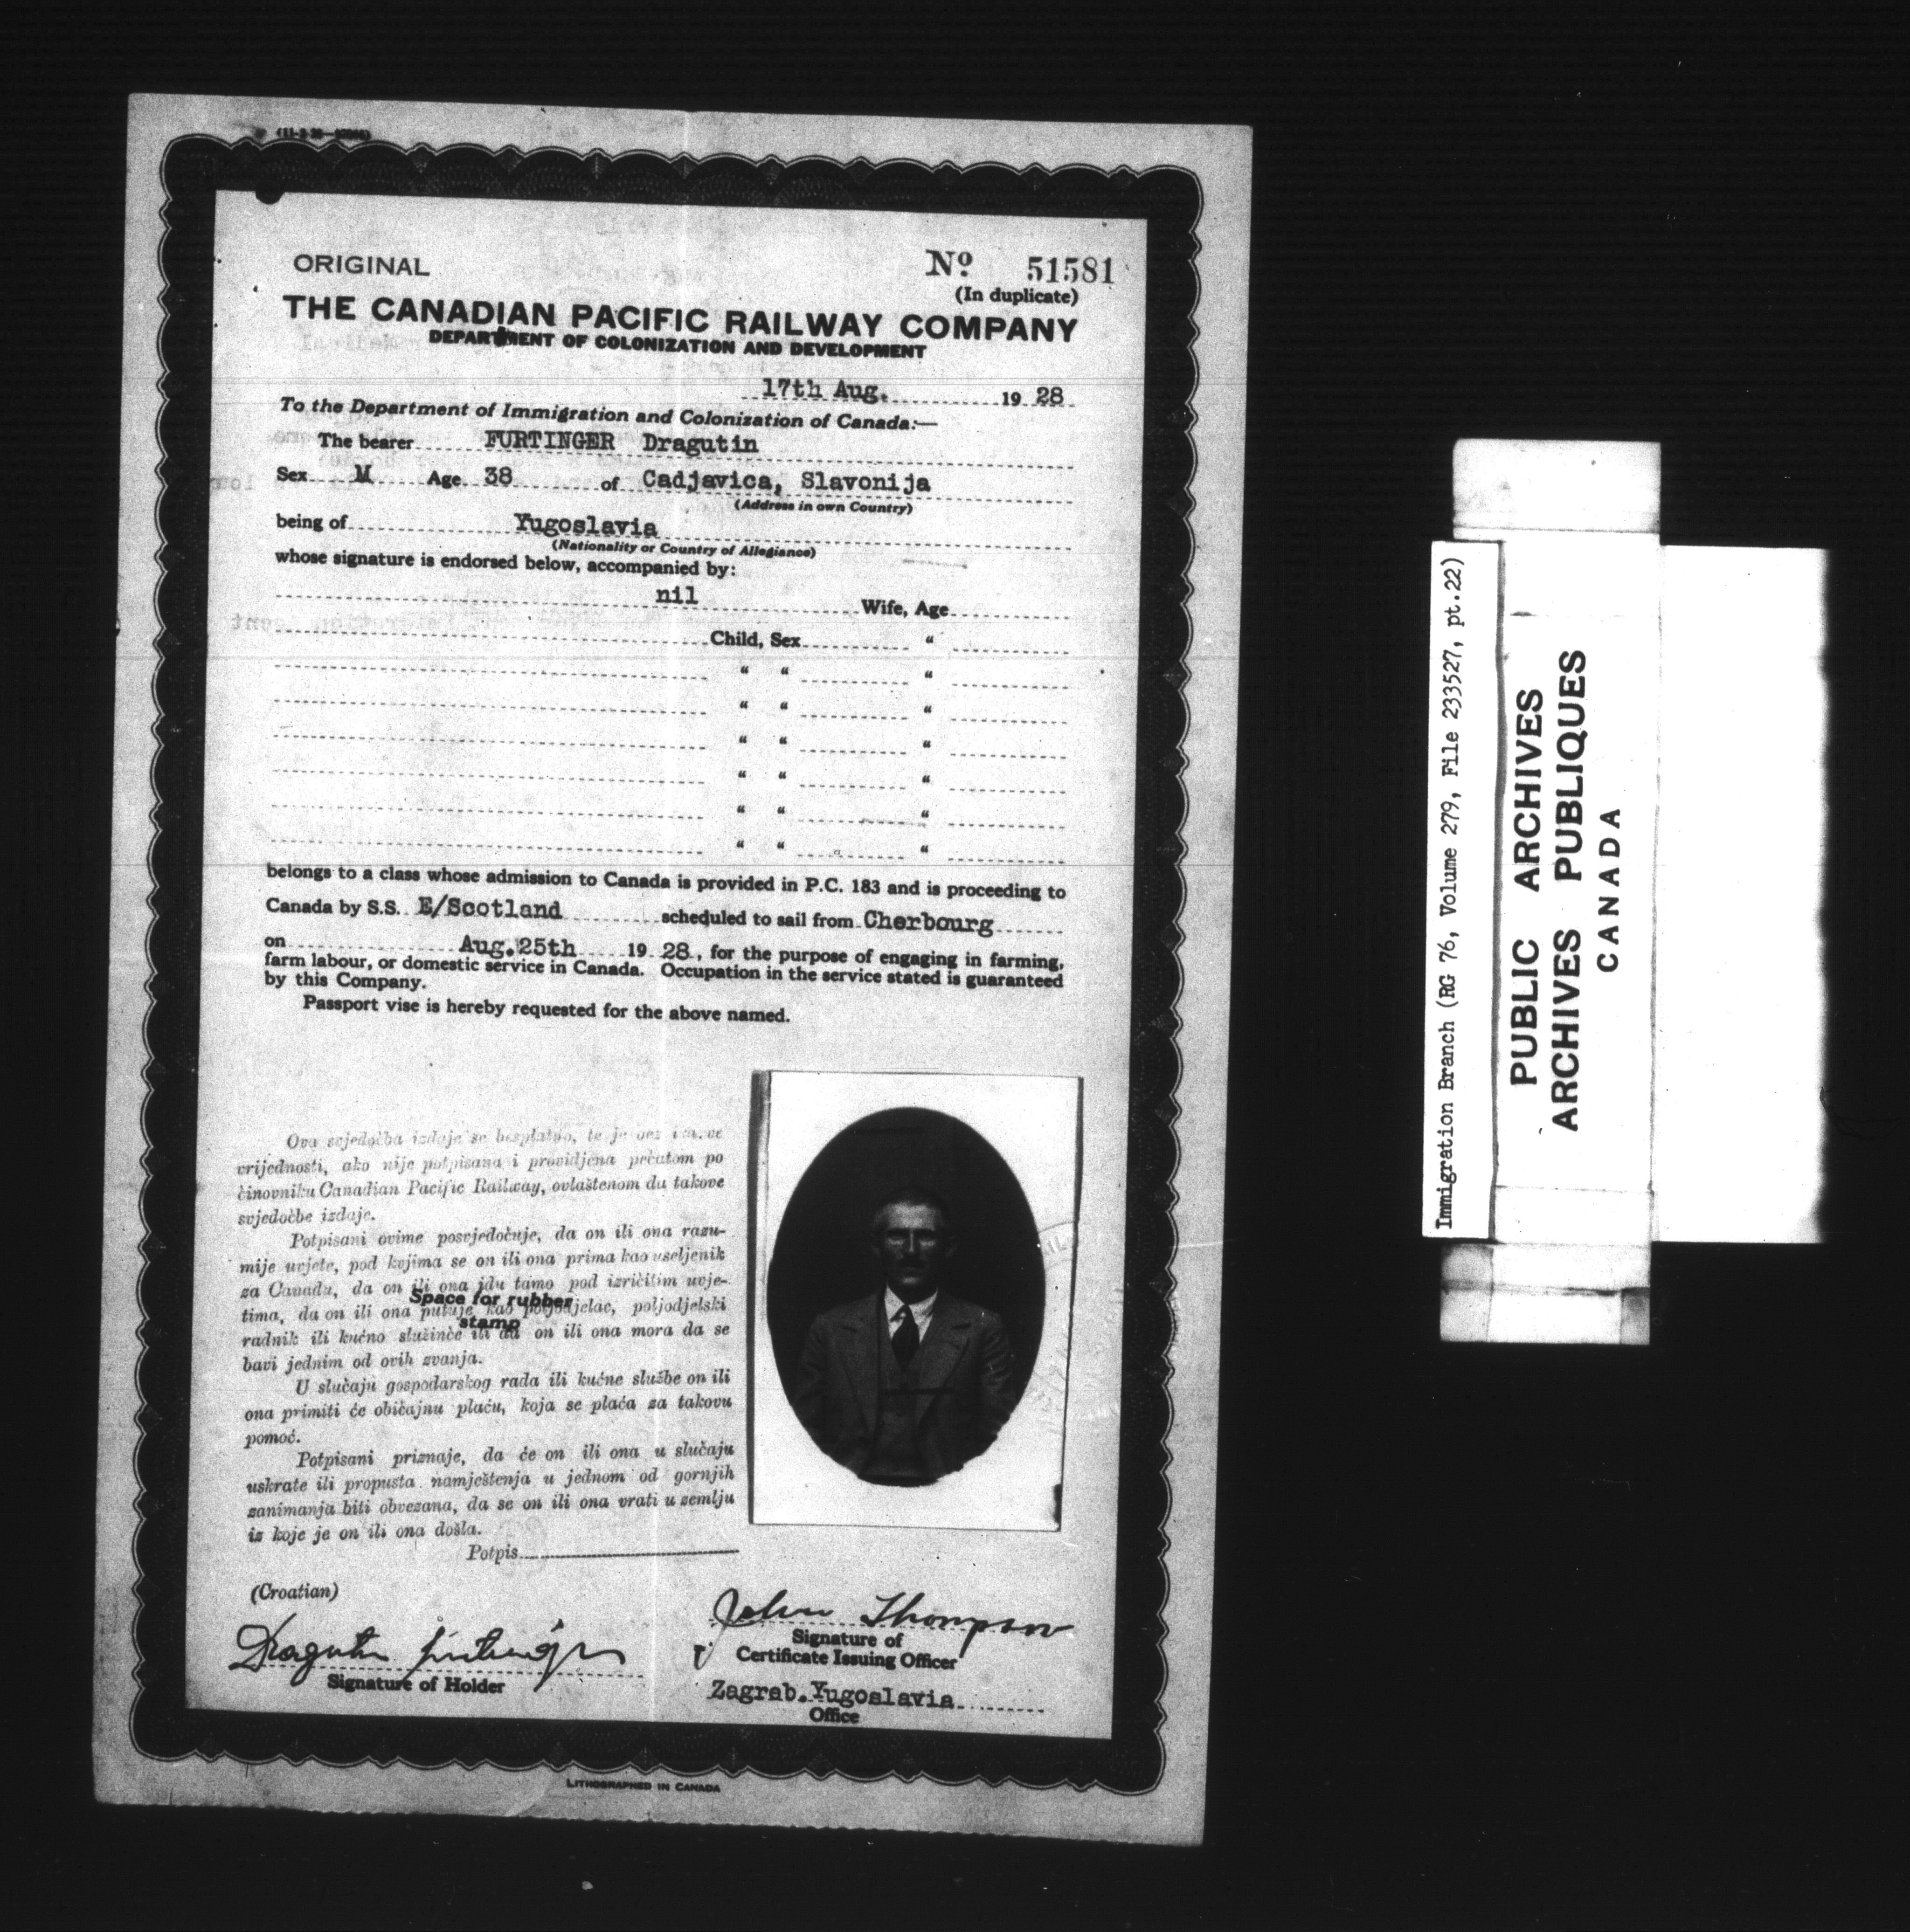 ORIGINAL
Nº 51581
(In duplicate)
THE CANADIAN PACIFIC RAILWAY COMPANY
DEPARTMENT OF COLONIZATION AND DEVELOPMENT
17th Aug. 19 28
To the Department of Immigration and Colonization of Canada:—
The bearer FURTINGER Dragutin
Sex M Age 38 of Cadjavica, Slavonija
(Address in own Country)
being of Yugoslavia
(Nationality or Country of Allegiance)
whose signature is endorsed below, accompanied by:
nil Wife, Age
Child, Sex "
" " "
" " "
" " "
" " "
" " "
" " "
belongs to a class whose admission to Canada is provided in P.C. 183 and is proceeding to
Canada by S.S. E/Scotland scheduled to sail from Cherbourg
on Aug. 25th 19 28, for the purpose of engaging in farming,
farm labour, or domestic service in Canada. Occupation in the service stated is guaranteed
by this Company.
Passport vise is hereby requested for the above named.
Ova svjedočba izdaje se besplatno, te je bez
vrijednosti, ako nije potpisana i providjena pečatom po
činovniku Canadian Pacific Railway, ovlaštenom da takove
svjedočbe izdaje.
Potpisani ovime posvjedočuje, da on ili ona razu-
mije uvjete, pod kojima se on ili ona prima kao useljenik
za Canadu, da on ili ona idu tamo pod izričitim uvje-
Space for rubber
tima, da on ili ona putuje kao poljodjelac, poljodjelski
stamp
radnik ili kućno služinče ili da on ili ona mora da se
bavi jednim od ovih zvanja.
U slučaju gospodarskog rada ili kućne službe on ili
ona primiti će običajnu plaću, koja se plaća za takovu
pomoć.
Potpisani priznaje, da će on ili ona u slučaju
uskrate ili propusta namještenja u jednom od gornjih
zanimanja biti obvezana, da se on ili ona vrati u zemlju
iz koje je on ili ona došla.
Potpis
(Croatian)
Dragutin Furtinger
Signature of Holder
John Thompson
Signature of
Certificate Issuing Officer
Zagreb. Yugoslavia
Office
LITHOGRAPHED IN CANADA
Immigration Branch (RG 76, Volume 279, File 233527, pt.22)
PUBLIC ARCHIVES
ARCHIVES PUBLIQUES
CANADA